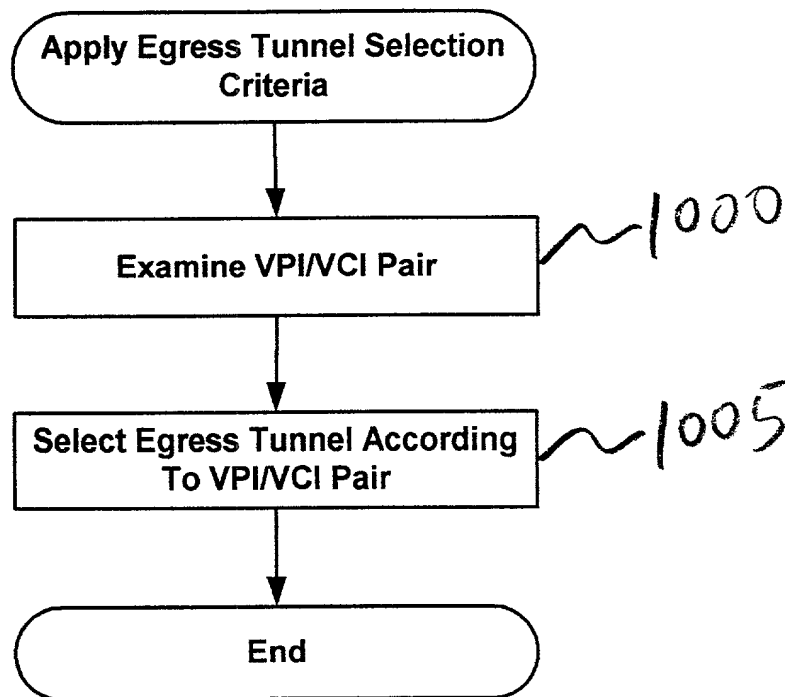 Apply Egress Tunnel Selection
Criteria
Examine VPI/VCI Pair
1000
Select Egress Tunnel According
To VPI/VCI Pair
1005
End